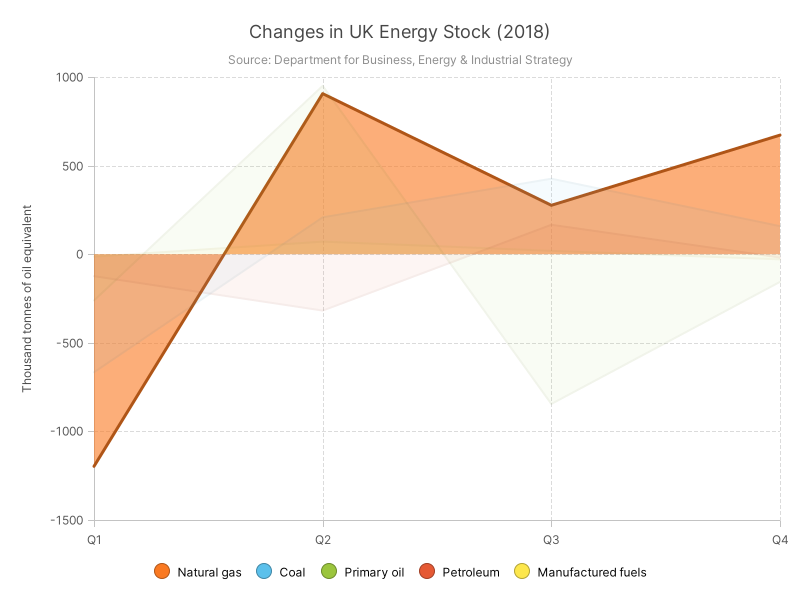 Changes in UK Energy Stock (2018)
Source: Department for Business, Energy & Industrial Strategy
Thousand tonnes of oil equivalent
1000
500
0
-500
-1000
-1500
Q1 Q2 Q3 Q4
Natural gas Coal Primary oil Petroleum Manufactured fuels